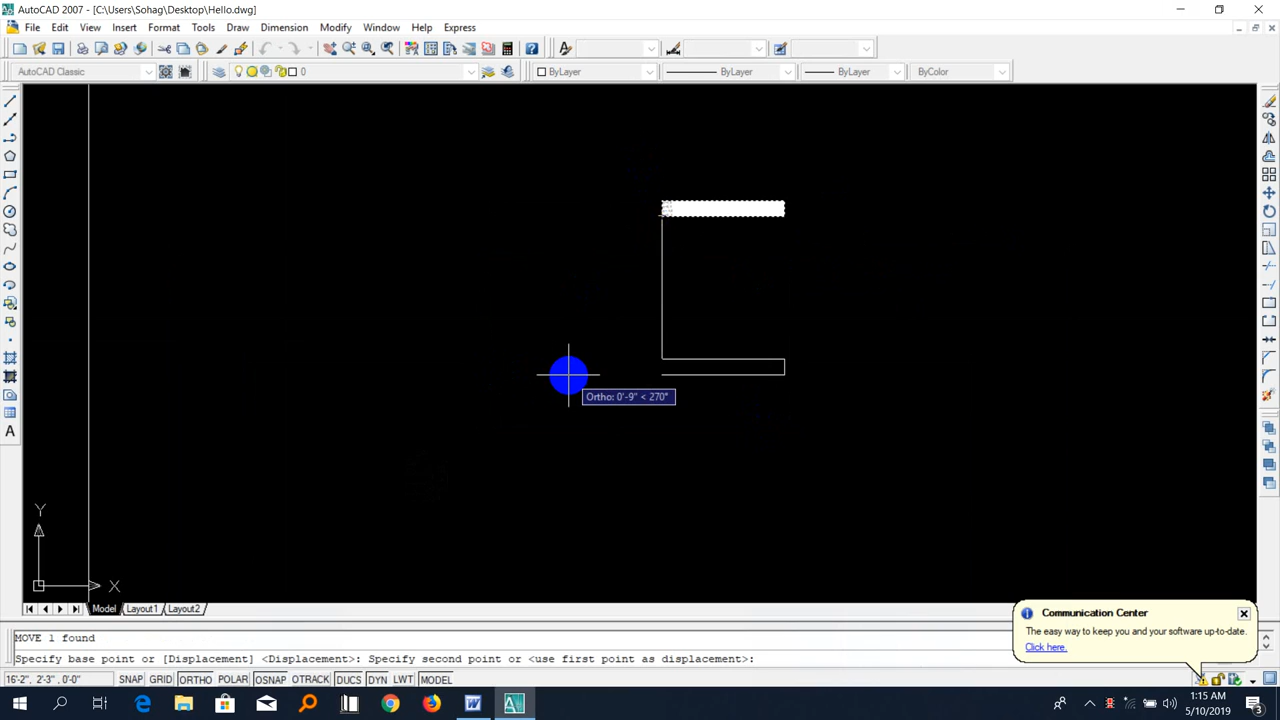 AutoCAD 2007 - [C:\Users\Sohag\Desktop\Hello.dwg]
File Edit View Insert Format Tools Draw Dimension Modify Window Help Express
AutoCAD Classic 0 ByLayer ByLayer ByLayer ByColor
A
Ortho: 0'-9" < 270°
Y
X
Model Layout1 Layout2
Communication Center
The easy way to keep you and your software up-to-date.
Click here.
MOVE 1 found
Specify base point or [Displacement] <Displacement>: Specify second point or <use first point as displacement>:
16'-2", 2'-3" , 0'-0" SNAP GRID ORTHO POLAR OSNAP OTRACK DUCS DYN LWT MODEL
1:15 AM
5/10/2019
3